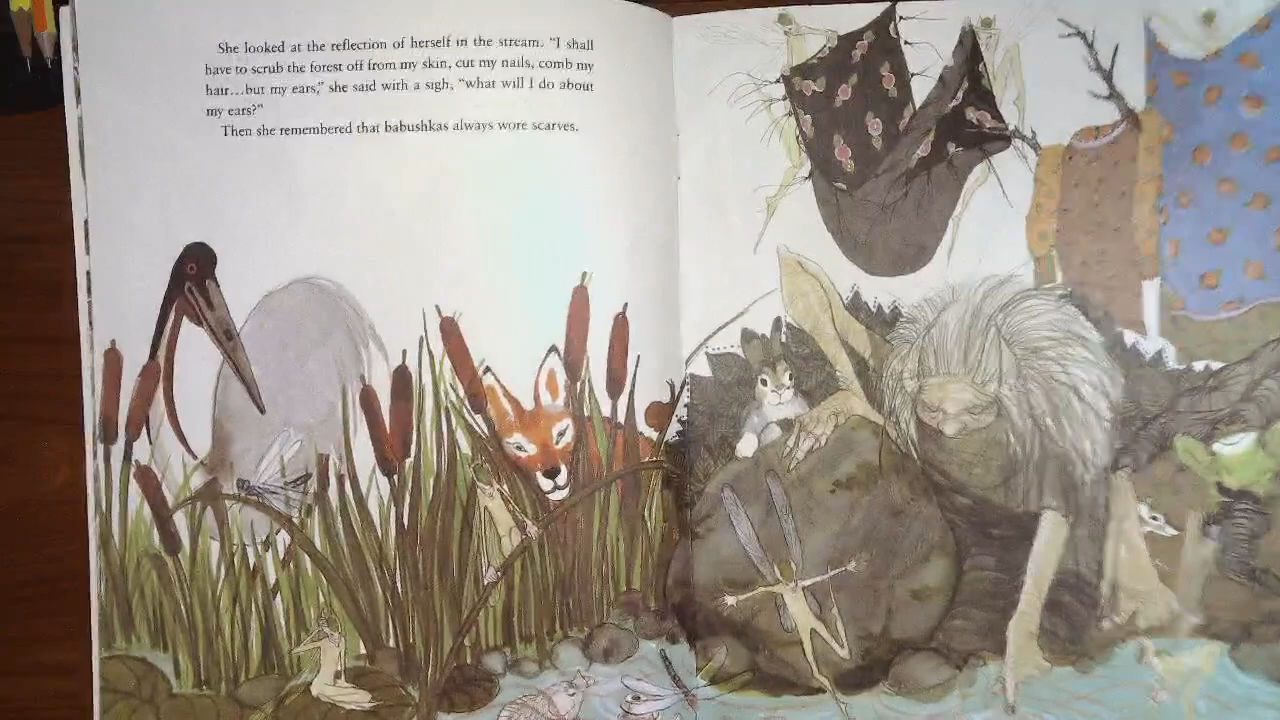 She looked at the reflection of herself in the stream. "I shall
have to scrub the forest off from my skin, cut my nails, comb my
hair...but my ears," she said with a sigh, "what will I do about
my ears?"
Then she remembered that babushkas always wore scarves.